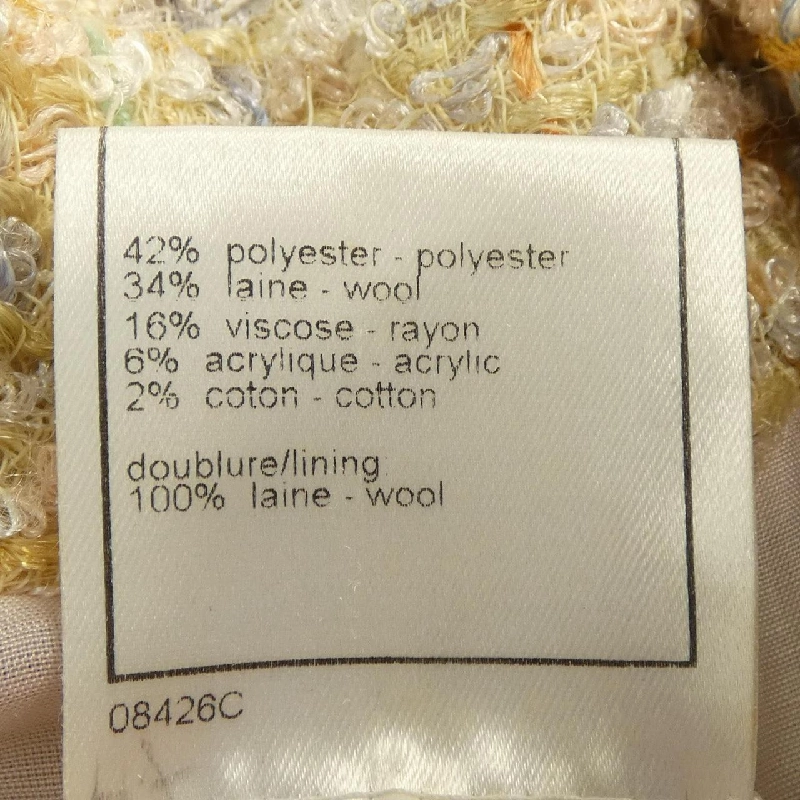 42% polyester - polyester
34% laine - wool
16% viscose - rayon
6% acrylique - acrylic
2% coton - cotton
doublure/lining
100% laine - wool
08426C